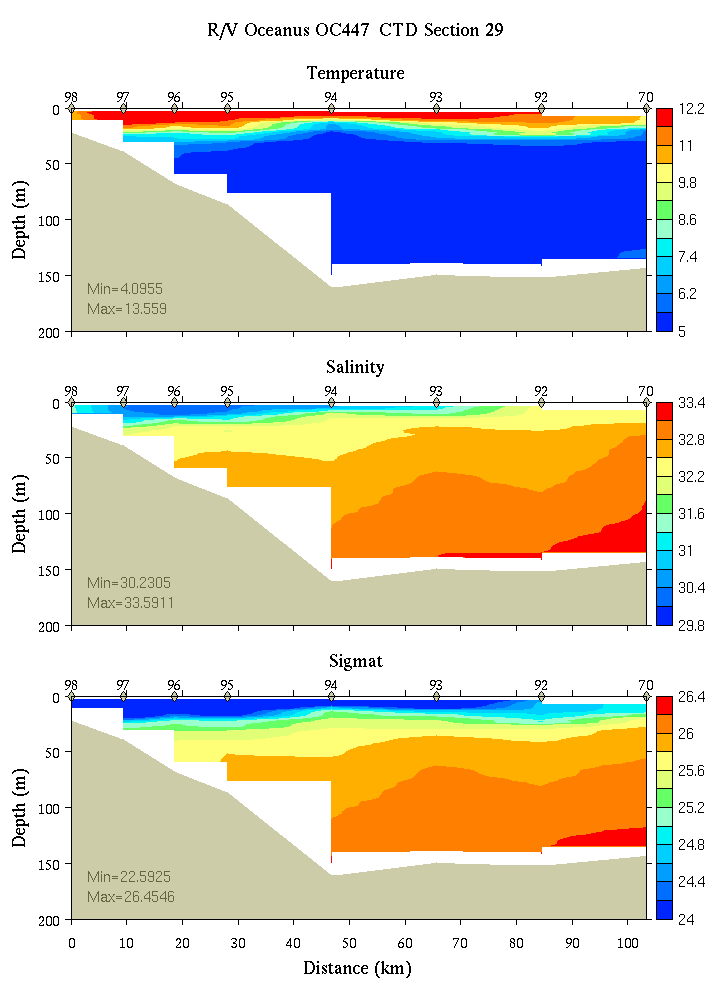 R/V Oceanus OC447 CTD Section 29
Temperature
98 97 96 95 94 93 92 70
0
50
100
150
200
Depth (m)
Min=4.0955
Max=13.559
12.2
11
9.8
8.6
7.4
6.2
5
Salinity
98 97 96 95 94 93 92 70
0
50
100
150
200
Depth (m)
Min=30.2305
Max=33.5911
33.4
32.8
32.2
31.6
31
30.4
29.8
Sigmat
98 97 96 95 94 93 92 70
0
50
100
150
200
Depth (m)
Min=22.5925
Max=26.4546
26.4
26
25.6
25.2
24.8
24.4
24
0 10 20 30 40 50 60 70 80 90 100
Distance (km)